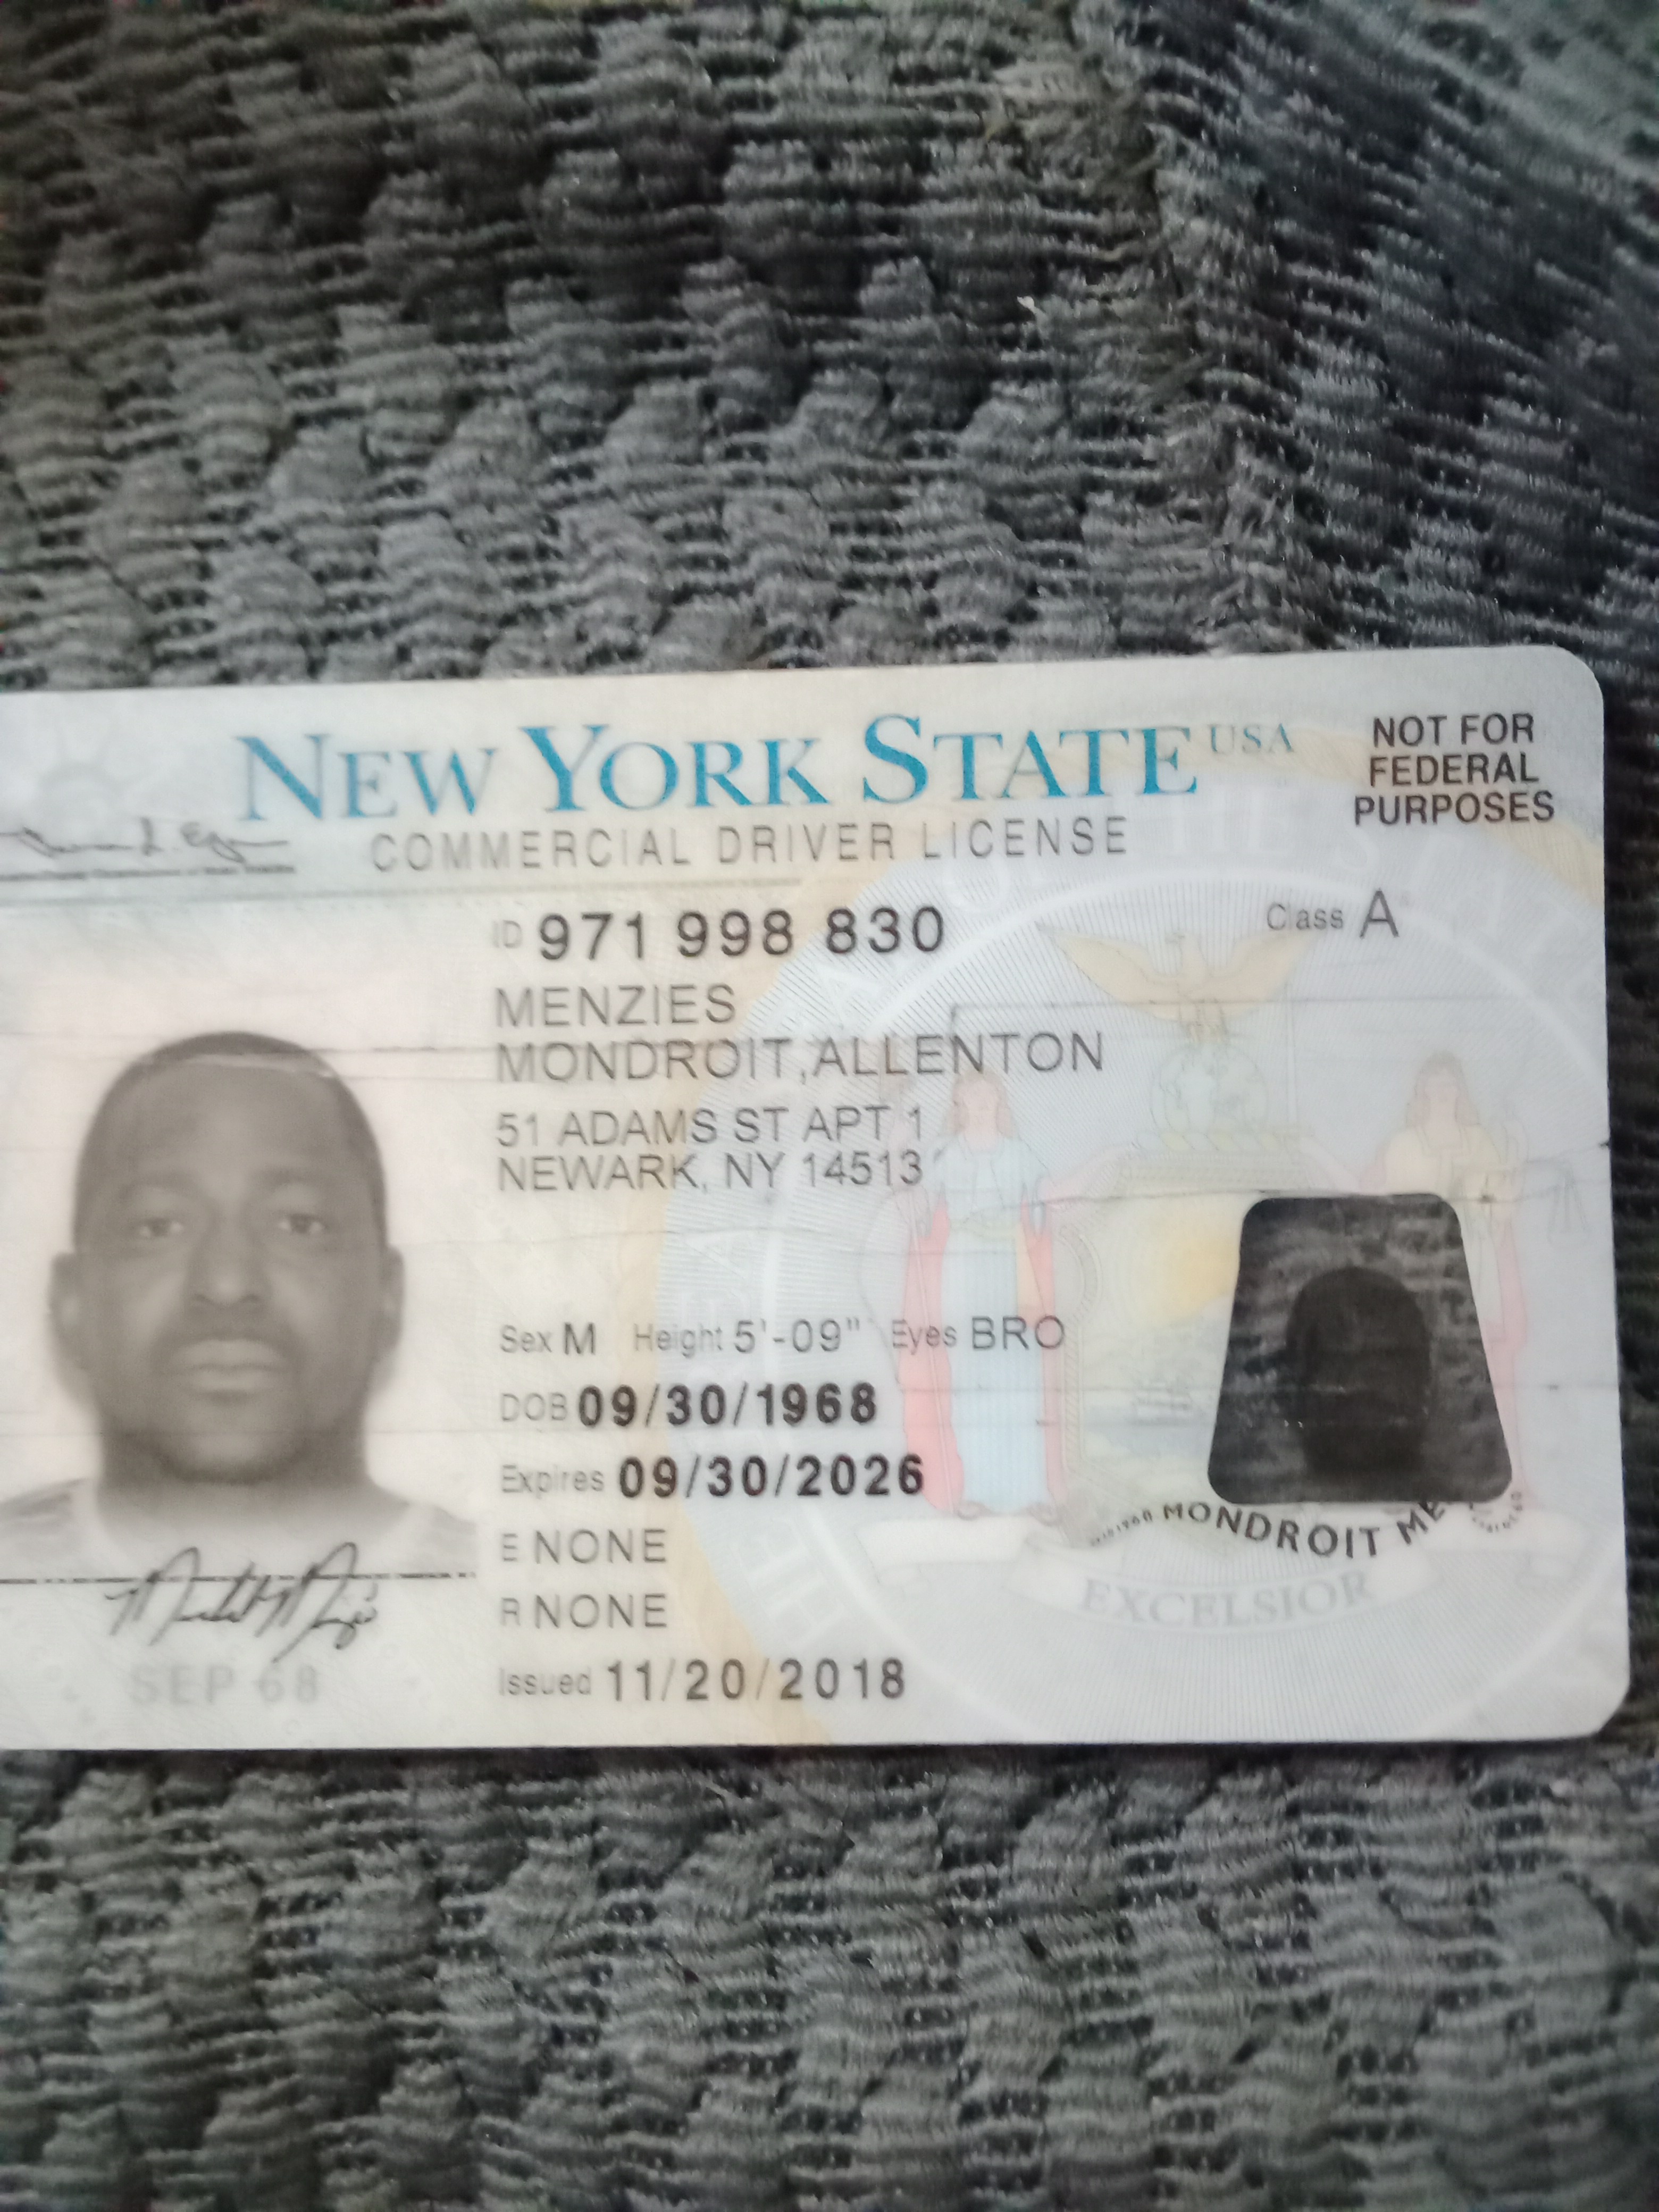 NEW YORK STATE USA
COMMERCIAL DRIVER LICENSE
NOT FOR
FEDERAL
PURPOSES
ID 971 998 830
Class A
MENZIES
MONDROIT,ALLENTON
51 ADAMS ST APT 1
NEWARK, NY 14513
Sex M Height 5'-09" Eyes BRO
DOB 09/30/1968
Expires 09/30/2026
E NONE
R NONE
Issued 11/20/2018
SEP 68
MONDROIT ME
EXCELSIOR